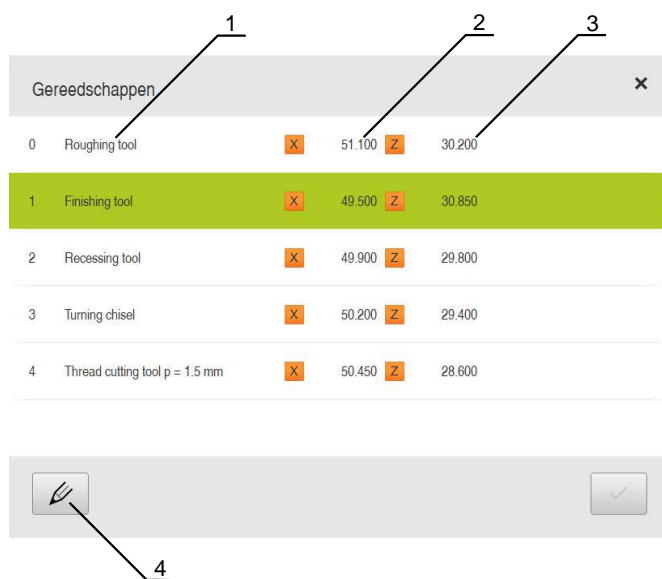 1 2 3
Gereedschappen ×
0 Roughing tool X 51.100 Z 30.200
1 Finishing tool X 49.500 Z 30.850
2 Recessing tool X 49.900 Z 29.800
3 Turning chisel X 50.200 Z 29.400
4 Thread cutting tool p = 1.5 mm X 50.450 Z 28.600
4